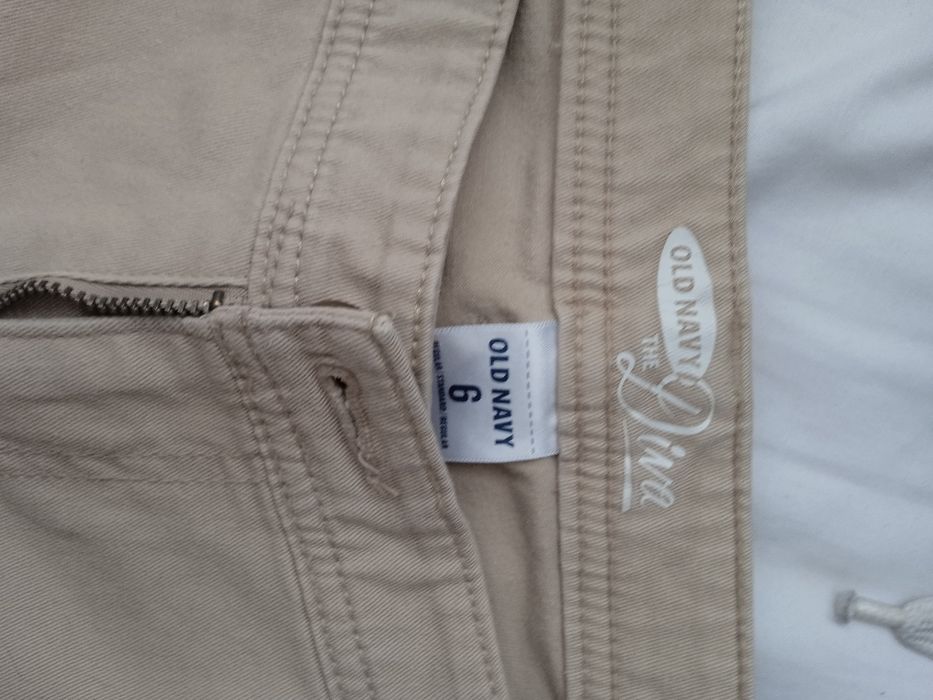 OLD NAVY
6
REGULAR · STANDARD · REGULAR
OLD NAVY
THE
Diva